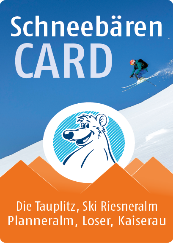 Schneebären
CARD
Die Tauplitz, Ski Riesneralm
Planneralm, Loser, Kaiserau